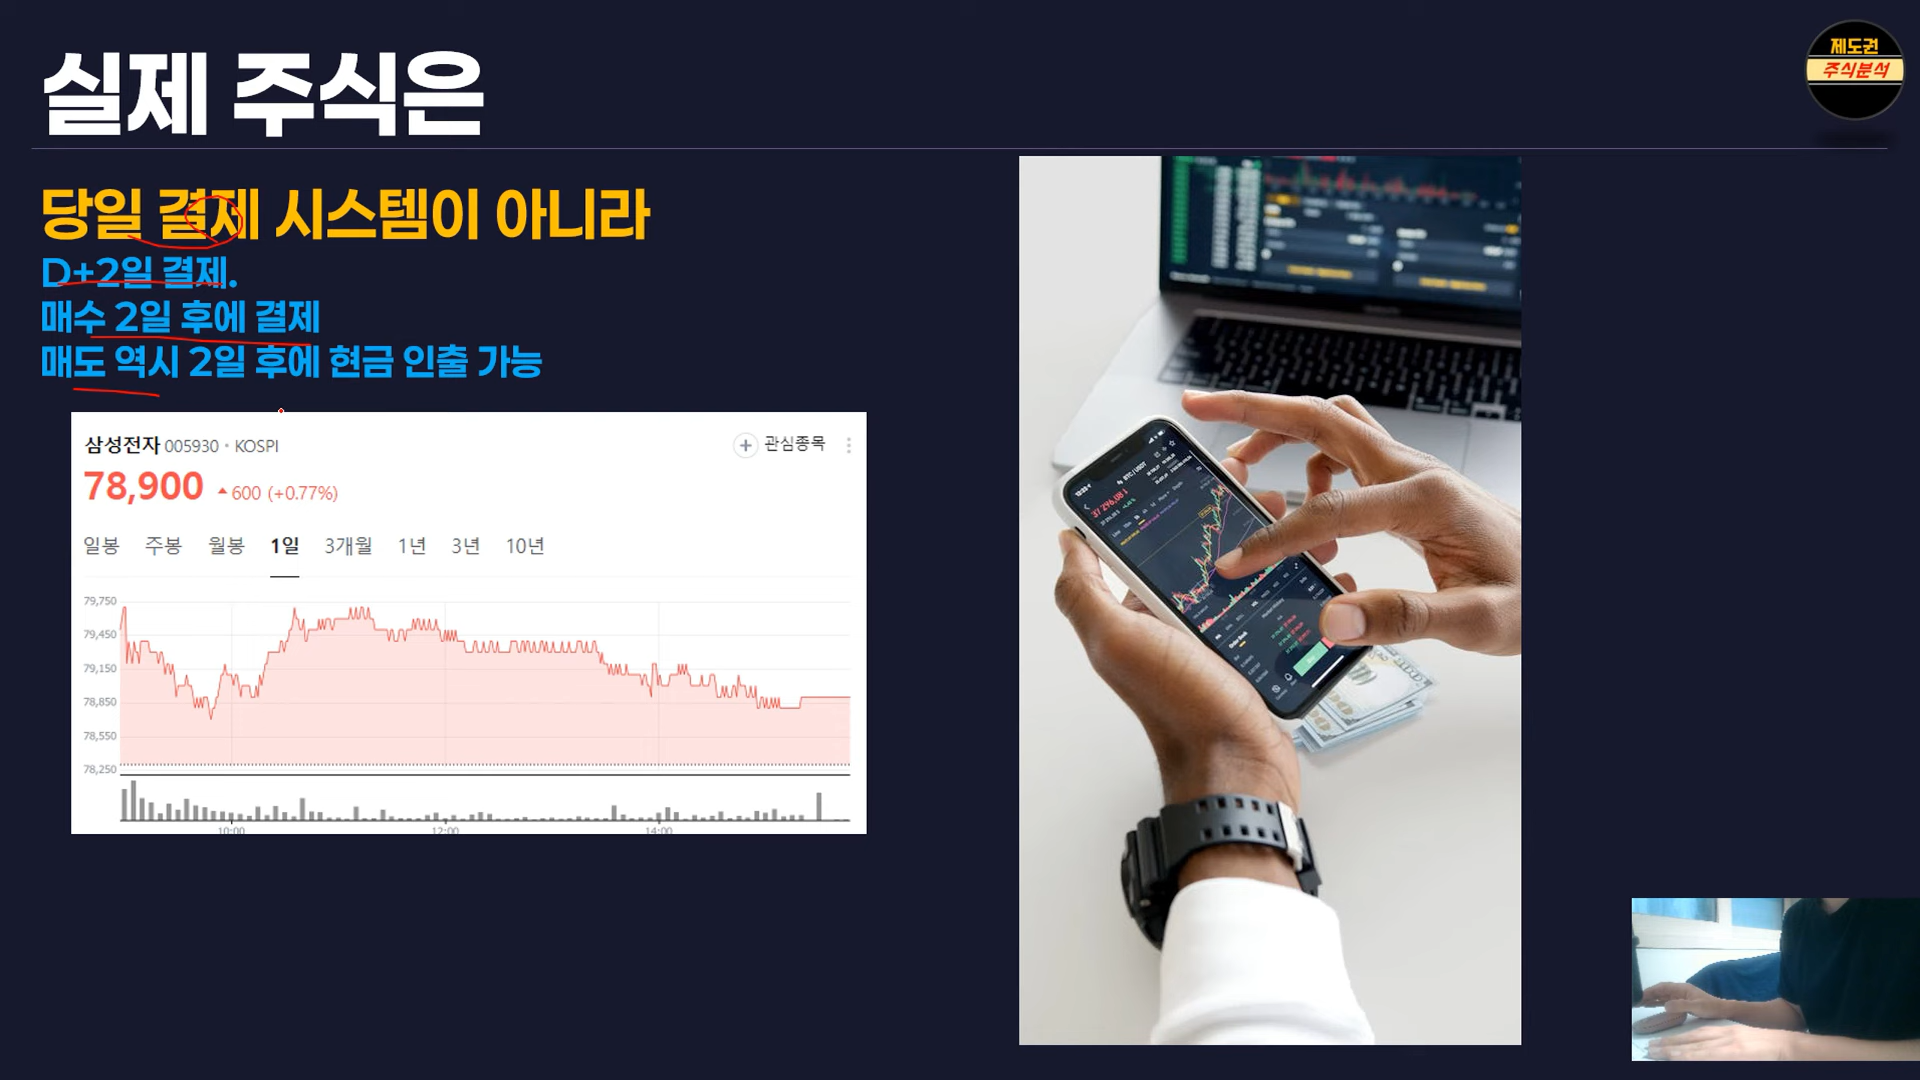 실제 주식은
제도권
주식분석
당일 결제 시스템이 아니라
D+2일 결제.
매수 2일 후에 결제
매도 역시 2일 후에 현금 인출 가능
삼성전자 005930 • KOSPI
+ 관심종목
78,900 ▲600 (+0.77%)
일봉 주봉 월봉 1일 3개월 1년 3년 10년
79,750
79,450
79,150
78,850
78,550
78,250
10:00 12:00 14:00